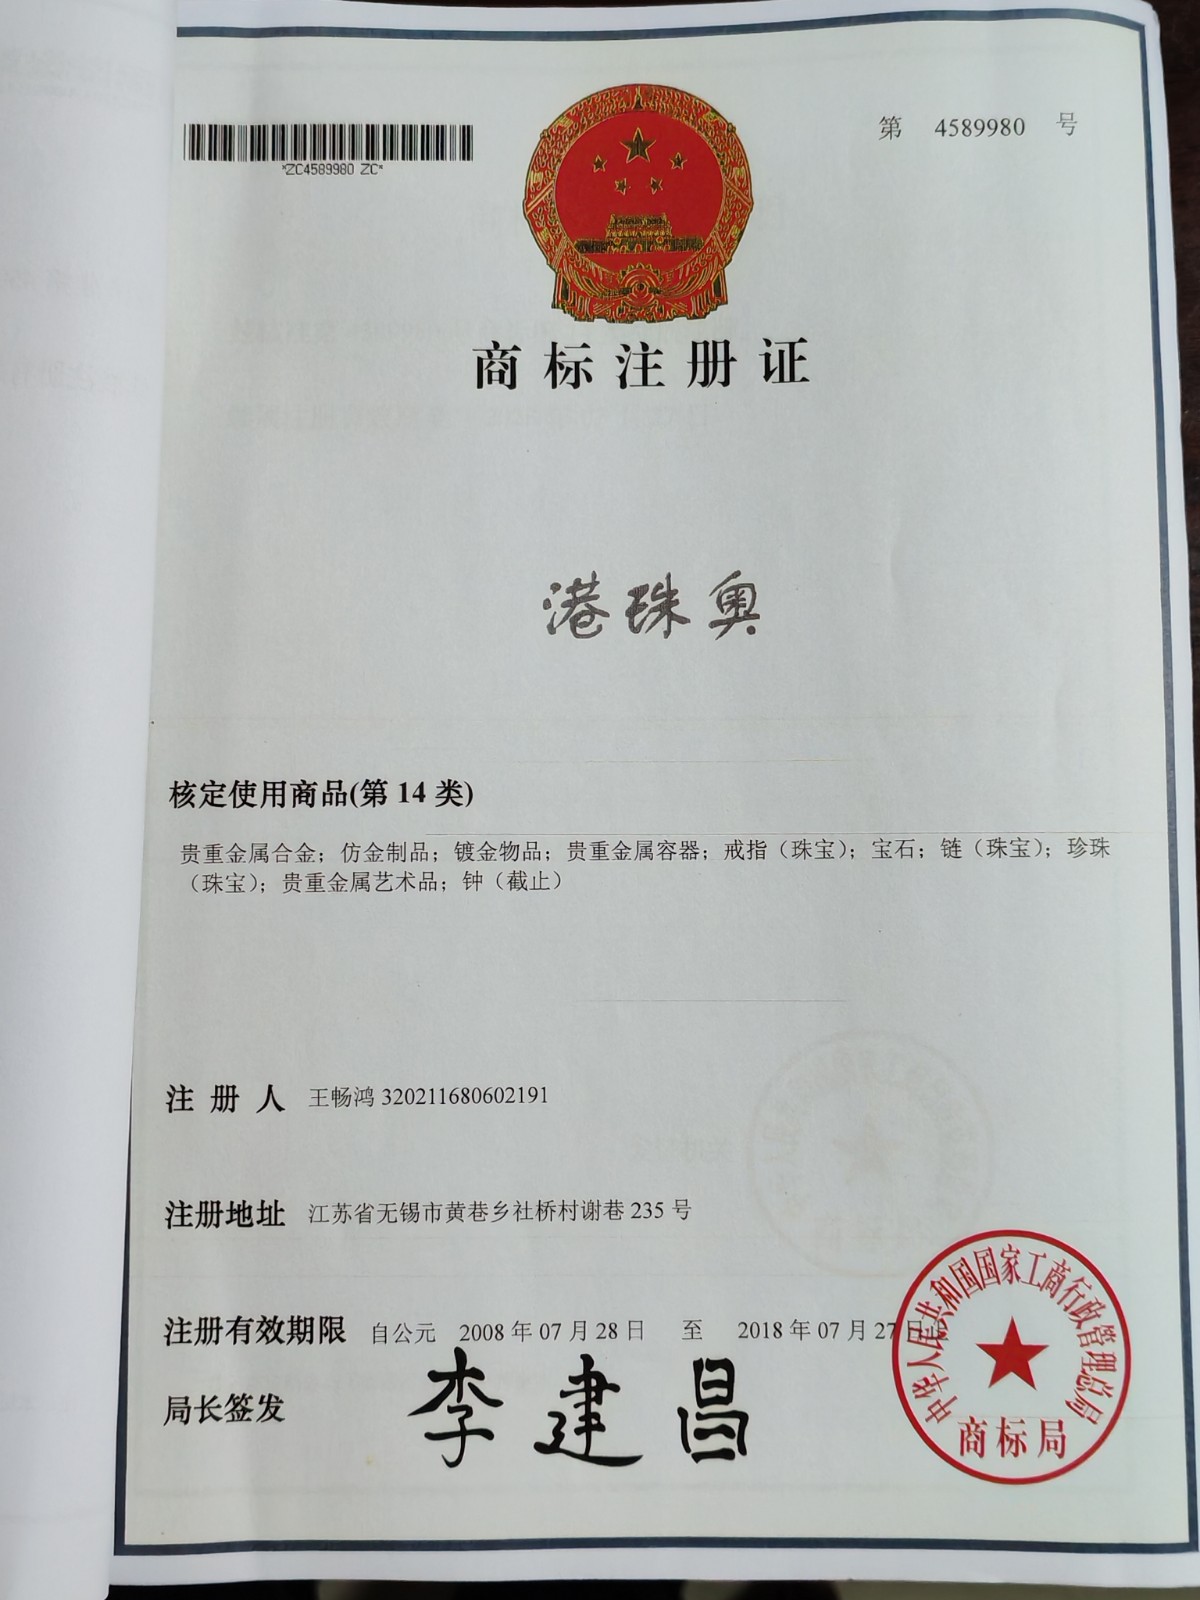 第 4589980 号
*ZC4589980 ZC*
商标注册证
港珠奥
核定使用商品(第 14 类)
贵重金属合金；仿金制品；镀金物品；贵重金属容器；戒指（珠宝）；宝石；链（珠宝）；珍珠
（珠宝）；贵重金属艺术品；钟（截止）
注册人 王畅鸿 320211680602191
注册地址 江苏省无锡市黄巷乡社桥村谢巷 235 号
注册有效期限 自公元 2008 年 07 月 28 日 至 2018 年 07 月 27 日止
局长签发 李建昌
中华人民共和国国家工商行政管理总局
商标局